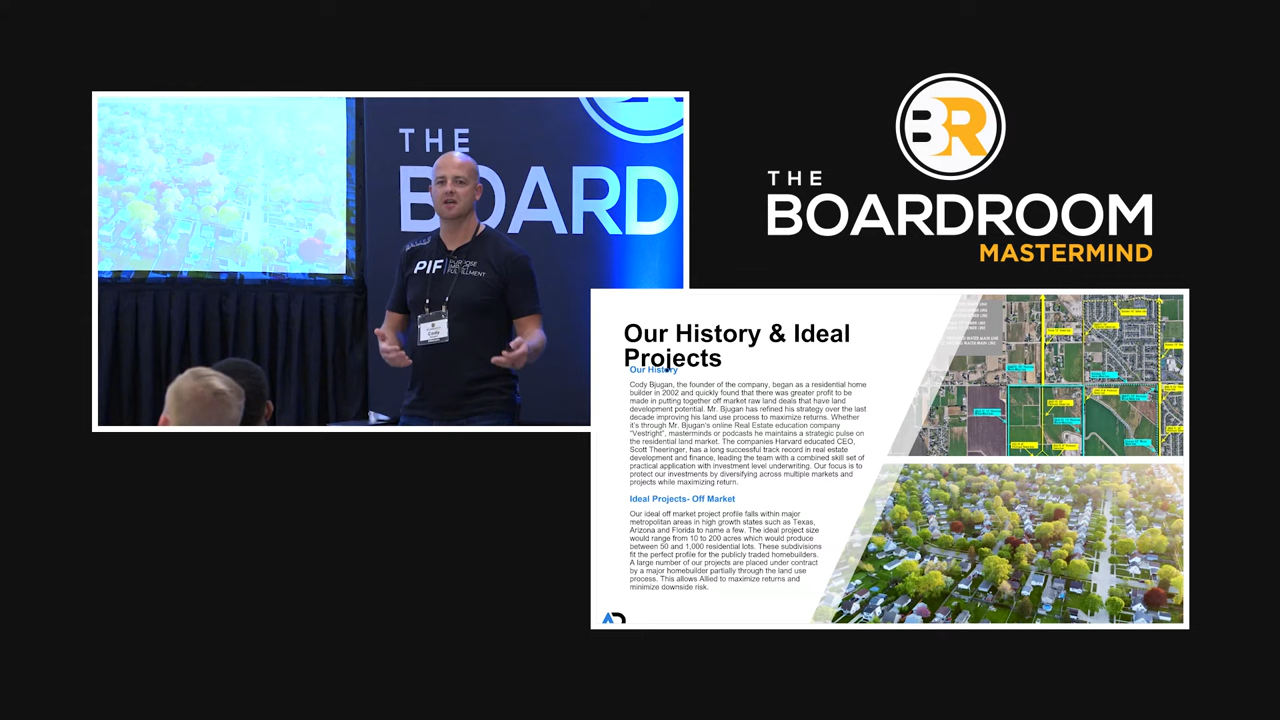 THE
BOARD
PIF
PURPOSE
IMPACT
FULFILLMENT
Cody
BR
THE
BOARDROOM
MASTERMIND
Our History & Ideal
Projects
Our History
Cody Bjugan, the founder of the company, began as a residential home
builder in 2002 and quickly found that there was greater profit to be
made in putting together off market raw land deals that have land
development potential. Mr. Bjugan has refined his strategy over the last
decade improving his land use process to maximize returns. Whether
it's through Mr. Bjugan's online Real Estate education company
"Vestright", masterminds or podcasts he maintains a strategic pulse on
the residential land market. The companies Harvard educated CEO,
Scott Theeringer, has a long successful track record in real estate
development and finance, leading the team with a combined skill set of
practical application with investment level underwriting. Our focus is to
protect our investments by diversifying across multiple markets and
projects while maximizing return.
Ideal Projects- Off Market
Our ideal off market project profile falls within major
metropolitan areas in high growth states such as Texas,
Arizona and Florida to name a few. The ideal project size
would range from 10 to 200 acres which would produce
between 50 and 1,000 residential lots. These subdivisions
fit the perfect profile for the publicly traded homebuilders.
A large number of our projects are placed under contract
by a major homebuilder partially through the land use
process. This allows Allied to maximize returns and
minimize downside risk.